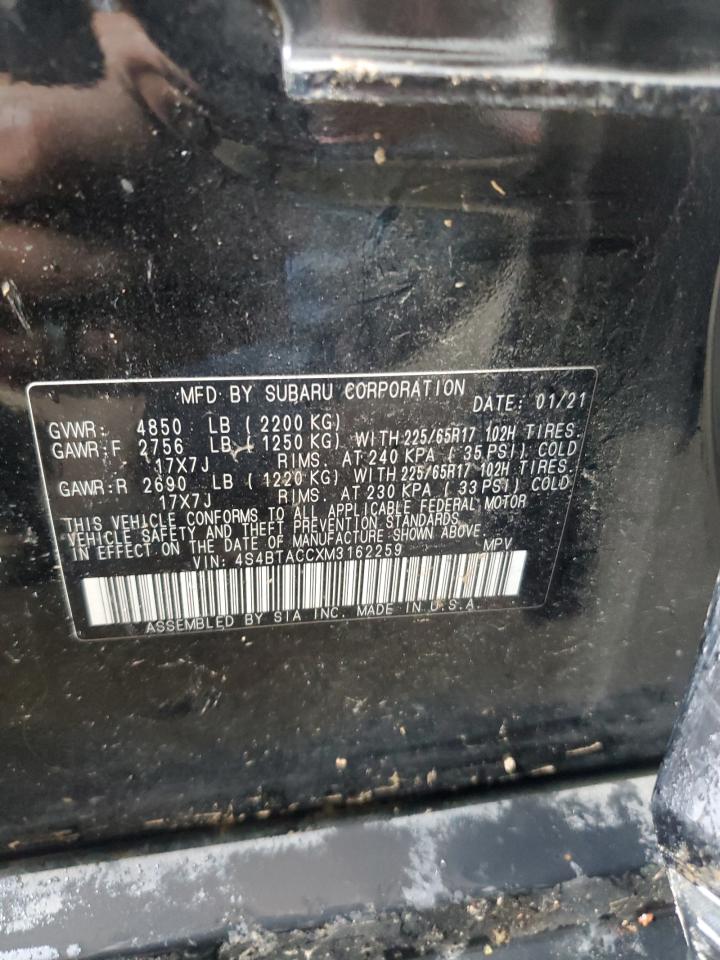 MFD BY SUBARU CORPORATION DATE: 01/21
GVWR: 4850 LB (2200 KG)
GAWR:F 2756 LB (1250 KG) WITH 225/65R17 102H TIRES.
17X7J RIMS. AT 240 KPA (35 PSI) COLD
GAWR:R 2690 LB (1220 KG) WITH 225/65R17 102H TIRES.
17X7J RIMS. AT 230 KPA (33 PSI) COLD
THIS VEHICLE CONFORMS TO ALL APPLICABLE FEDERAL MOTOR
VEHICLE SAFETY AND THEFT PREVENTION STANDARDS
IN EFFECT ON THE DATE OF MANUFACTURE SHOWN ABOVE.
VIN: 4S4BTACCXM3162259 MPV
ASSEMBLED BY SIA INC. MADE IN U.S.A.